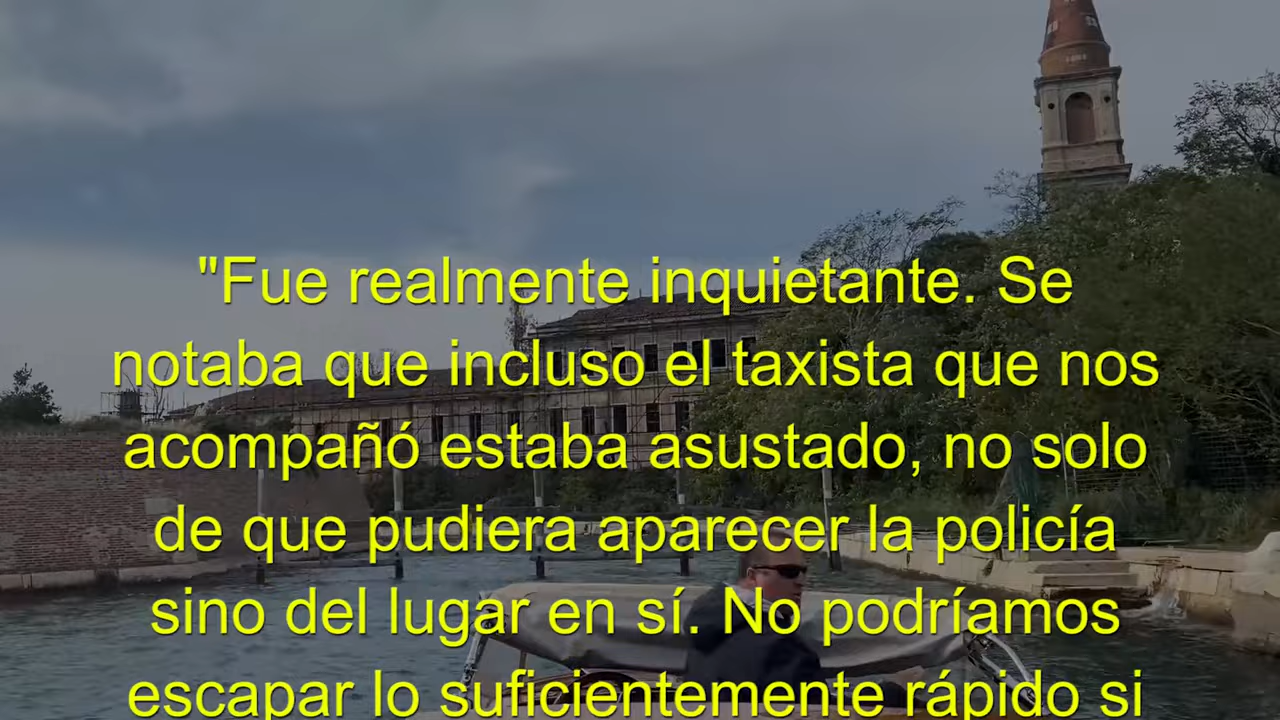 "Fue realmente inquietante. Se
notaba que incluso el taxista que nos
acompañó estaba asustado, no solo
de que pudiera aparecer la policía
sino del lugar en sí. No podríamos
escapar lo suficientemente rápido si